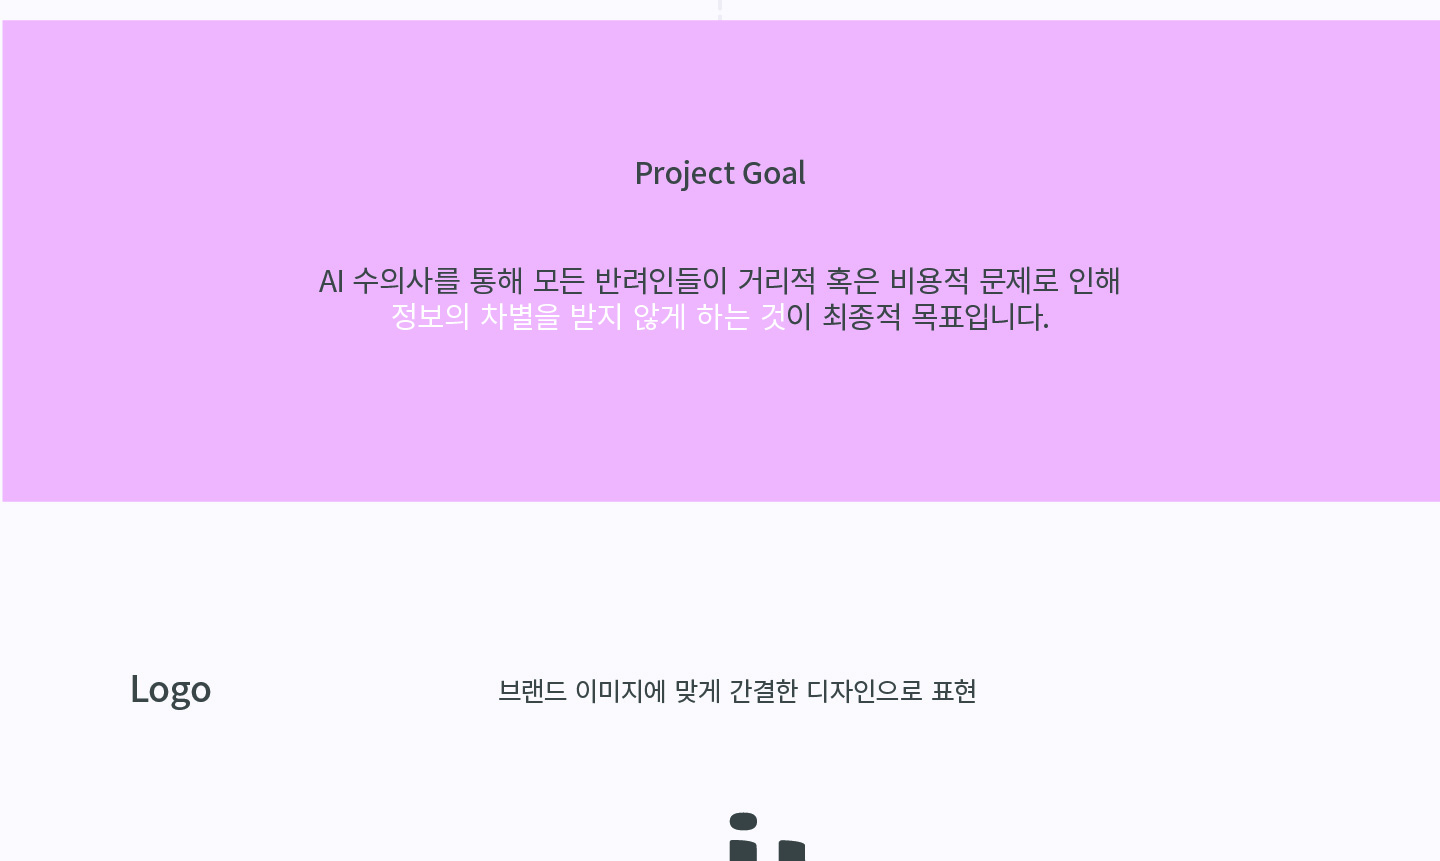 Project Goal
AI 수의사를 통해 모든 반려인들이 거리적 혹은 비용적 문제로 인해
정보의 차별을 받지 않게 하는 것이 최종적 목표입니다.
Logo
브랜드 이미지에 맞게 간결한 디자인으로 표현